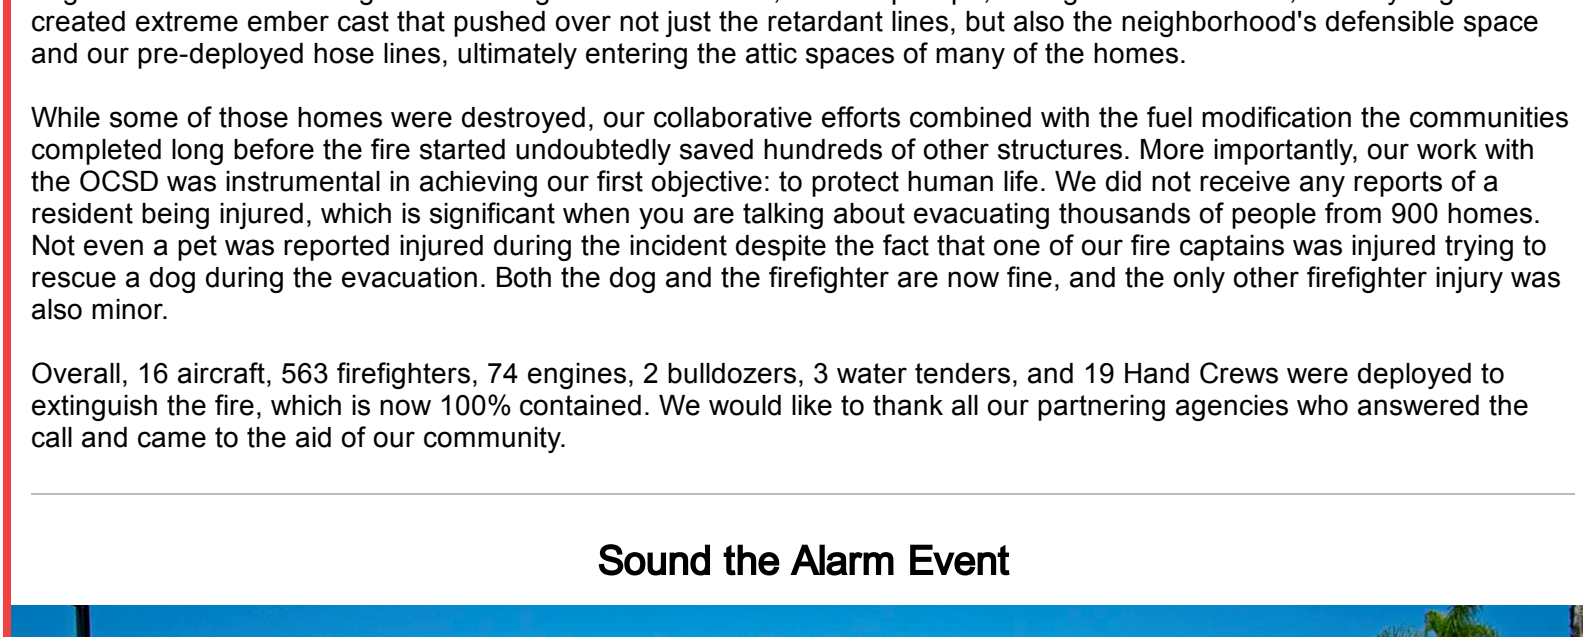 created extreme ember cast that pushed over not just the retardant lines, but also the neighborhood's defensible space
and our pre-deployed hose lines, ultimately entering the attic spaces of many of the homes.
While some of those homes were destroyed, our collaborative efforts combined with the fuel modification the communities
completed long before the fire started undoubtedly saved hundreds of other structures. More importantly, our work with
the OCSD was instrumental in achieving our first objective: to protect human life. We did not receive any reports of a
resident being injured, which is significant when you are talking about evacuating thousands of people from 900 homes.
Not even a pet was reported injured during the incident despite the fact that one of our fire captains was injured trying to
rescue a dog during the evacuation. Both the dog and the firefighter are now fine, and the only other firefighter injury was
also minor.
Overall, 16 aircraft, 563 firefighters, 74 engines, 2 bulldozers, 3 water tenders, and 19 Hand Crews were deployed to
extinguish the fire, which is now 100% contained. We would like to thank all our partnering agencies who answered the
call and came to the aid of our community.
Sound the Alarm Event